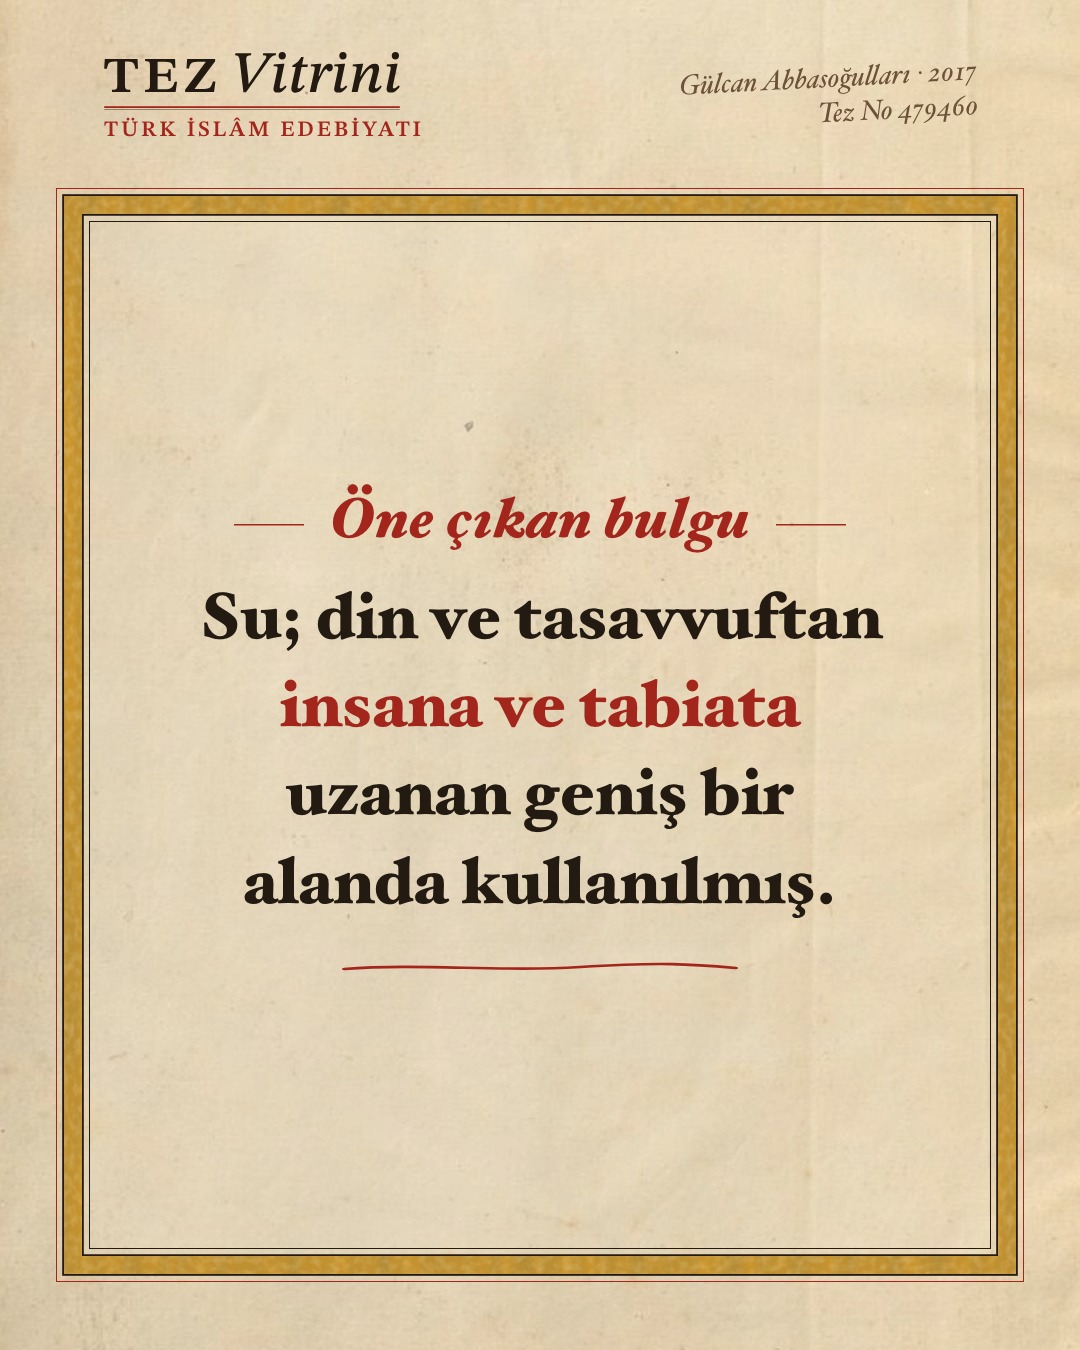 TEZ Vitrini
TÜRK İSLÂM EDEBİYATI
Gülcan Abbasoğulları · 2017
Tez No 479460
Öne çıkan bulgu
Su; din ve tasavvuftan
insana ve tabiata
uzanan geniş bir
alanda kullanılmış.